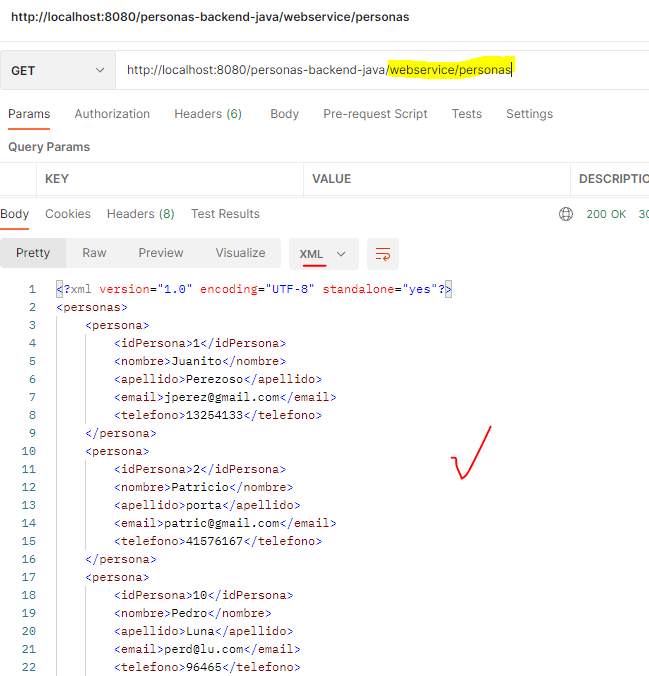 http://localhost:8080/personas-backend-java/webservice/personas
GET http://localhost:8080/personas-backend-java/webservice/personas
Params Authorization Headers (6) Body Pre-request Script Tests Settings
Query Params
KEY VALUE DESCRIPTIO
Body Cookies Headers (8) Test Results 200 OK 30
Pretty Raw Preview Visualize XML
1 <?xml version="1.0" encoding="UTF-8" standalone="yes"?>
2 <personas>
3 <persona>
4 <idPersona>1</idPersona>
5 <nombre>Juanito</nombre>
6 <apellido>Perezoso</apellido>
7 <email>jperez@gmail.com</email>
8 <telefono>13254133</telefono>
9 </persona>
10 <persona>
11 <idPersona>2</idPersona>
12 <nombre>Patricio</nombre>
13 <apellido>porta</apellido>
14 <email>patric@gmail.com</email>
15 <telefono>41576167</telefono>
16 </persona>
17 <persona>
18 <idPersona>10</idPersona>
19 <nombre>Pedro</nombre>
20 <apellido>Luna</apellido>
21 <email>perd@lu.com</email>
22 <telefono>96465</telefono>